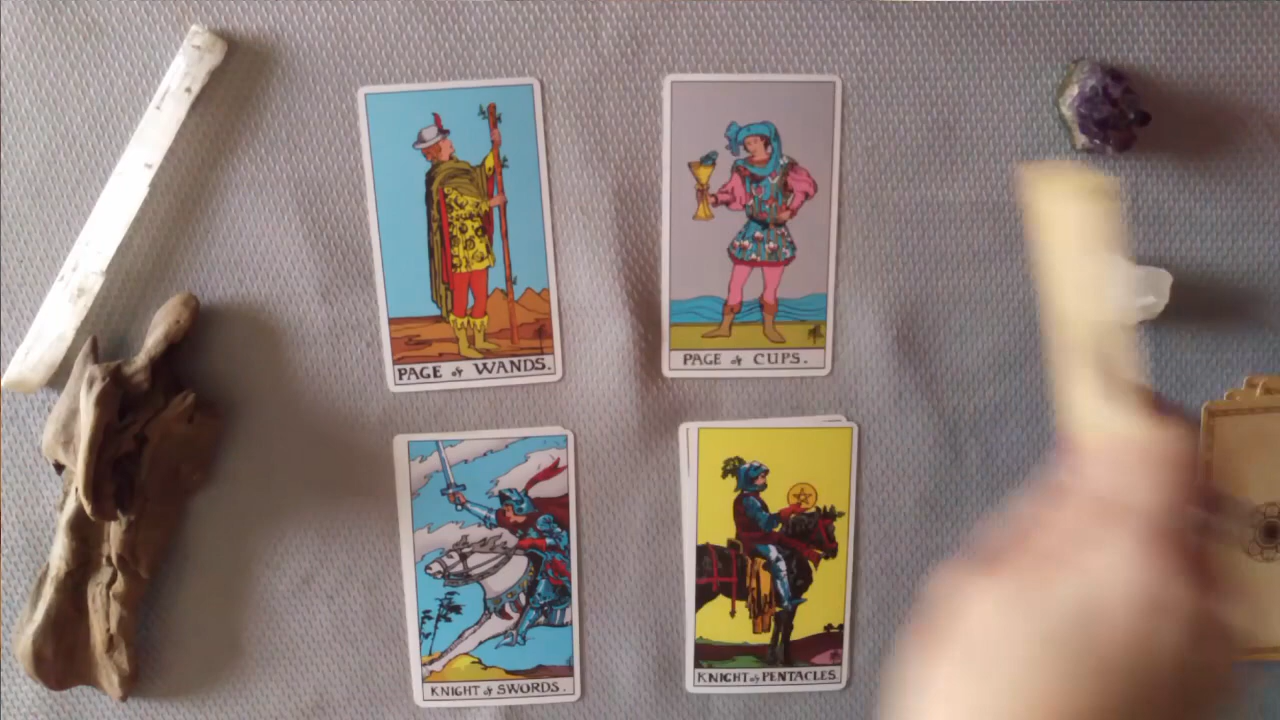 PAGE of WANDS.
PAGE of CUPS.
KNIGHT of SWORDS.
KNIGHT of PENTACLES.